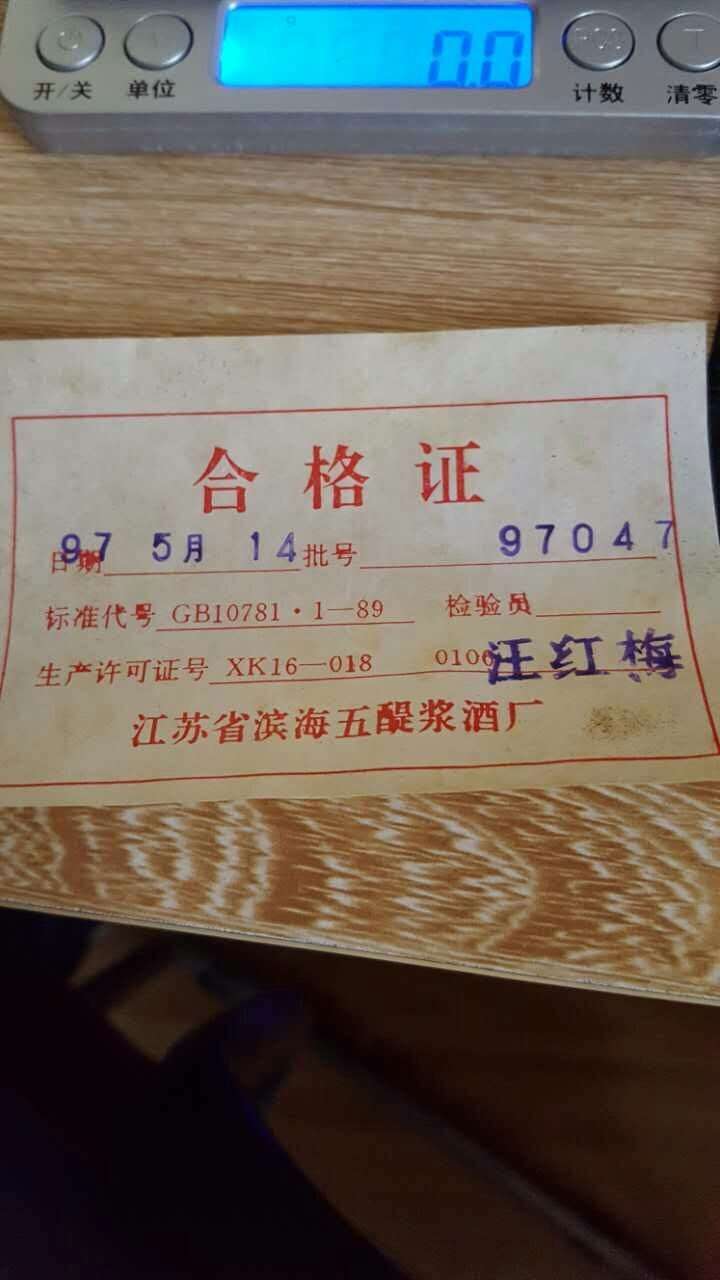 0.0
开/关 单位 计数 清零
合格证
日期 97 5月 14 批号 97047
标准代号 GB10781·1—89 检验员
生产许可证号 XK16—018 0106 汪红梅
江苏省滨海五醍浆酒厂